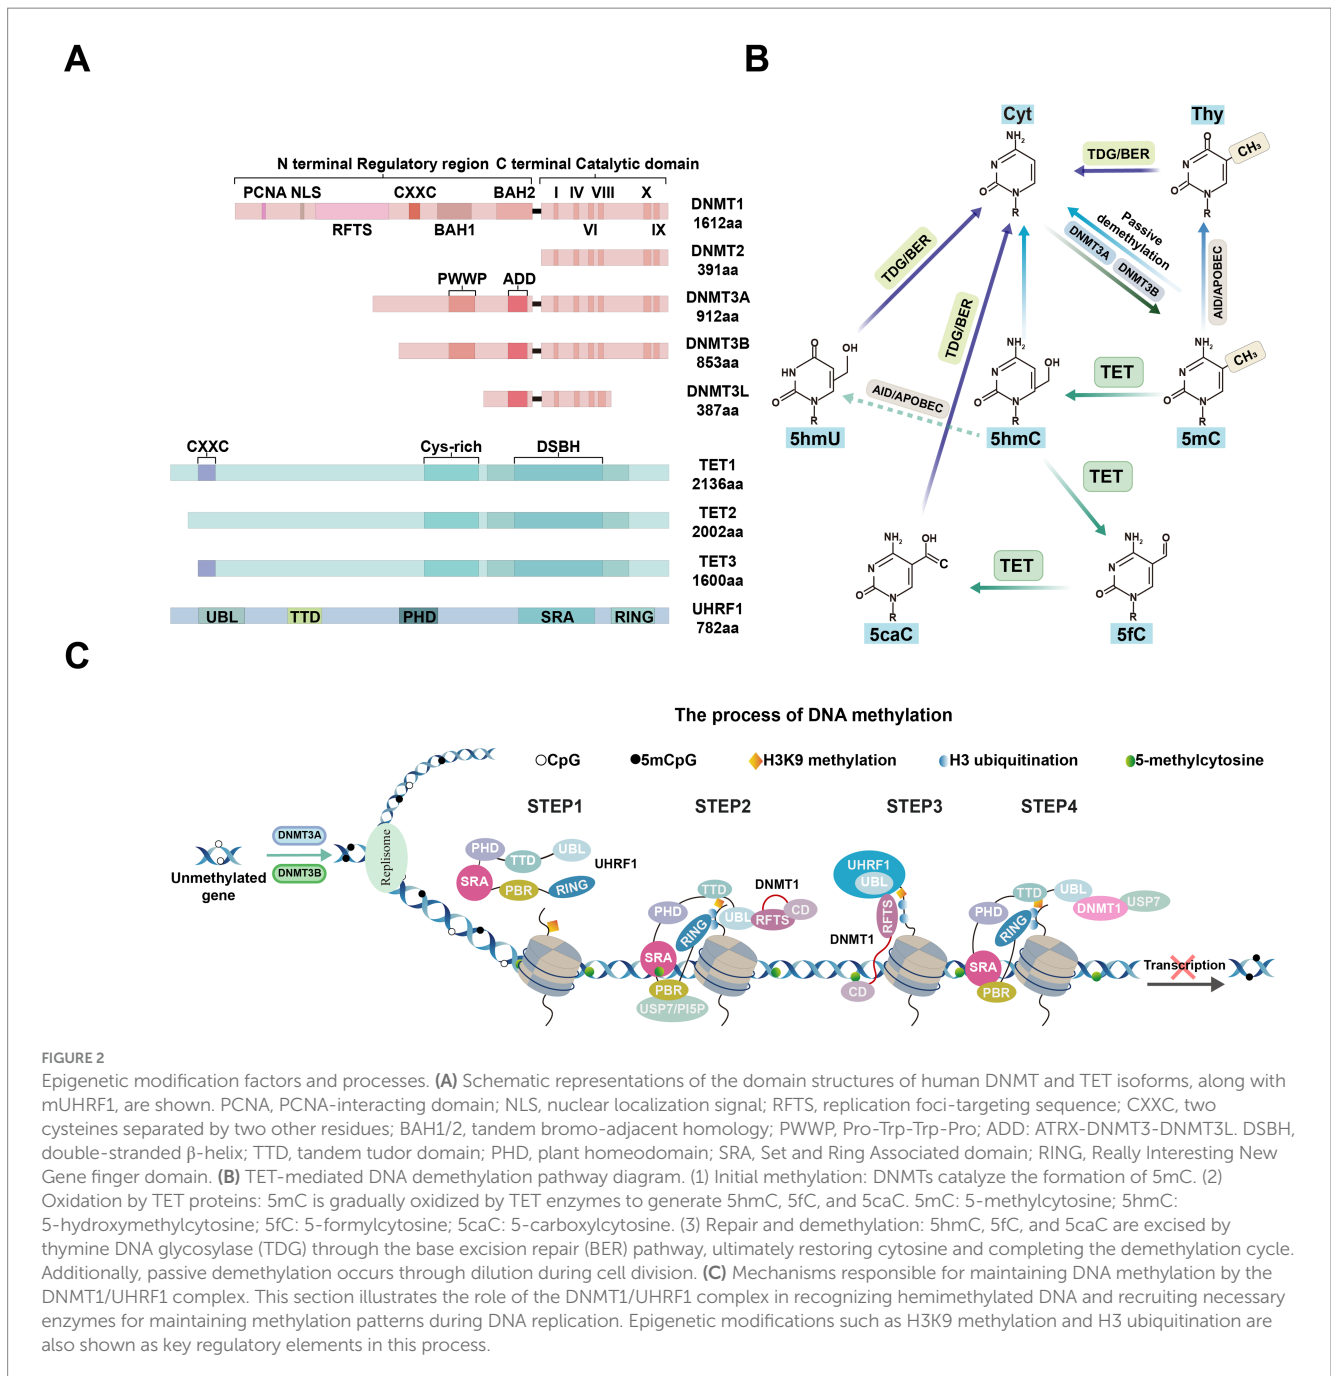 A
N terminal Regulatory region C terminal Catalytic domain
PCNA NLS CXXC BAH2 I IV VIII X
RFTS BAH1 VI IX
DNMT1
1612aa
DNMT2
391aa
PWWP ADD
DNMT3A
912aa
DNMT3B
853aa
DNMT3L
387aa
CXXC Cys-rich DSBH
TET1
2136aa
TET2
2002aa
TET3
1600aa
UBL TTD PHD SRA RING
UHRF1
782aa
B
Cyt
NH₂
N
O
N
R
Thy
O
CH₃
N
O
N
R
TDG/BER
TDG/BER
TDG/BER
Passive
demethylation
DNMT3A
DNMT3B
AID/APOBEC
O
OH
HN
O
N
R
5hmU
AID/APOBEC
NH₂
OH
N
O
N
R
5hmC
TET
NH₂
CH₃
N
O
N
R
5mC
TET
NH₂
OH
C
N
O
N
R
5caC
TET
NH₂
O
N
O
N
R
5fC
C
The process of DNA methylation
CpG 5mCpG H3K9 methylation H3 ubiquitination 5-methylcytosine
STEP1 STEP2 STEP3 STEP4
Unmethylated
gene
DNMT3A
DNMT3B
Replisome
PHD TTD UBL
UHRF1
SRA PBR RING
TTD
PHD
RING
UBL
DNMT1
RFTS
CD
SRA
PBR
USP7/PI5P
UHRF1
UBL
RFTS
DNMT1
CD
TTD
UBL
PHD
RING
DNMT1
USP7
SRA
PBR
Transcription
FIGURE 2
Epigenetic modification factors and processes. (A) Schematic representations of the domain structures of human DNMT and TET isoforms, along with
mUHRF1, are shown. PCNA, PCNA-interacting domain; NLS, nuclear localization signal; RFTS, replication foci-targeting sequence; CXXC, two
cysteines separated by two other residues; BAH1/2, tandem bromo-adjacent homology; PWWP, Pro-Trp-Trp-Pro; ADD: ATRX-DNMT3-DNMT3L. DSBH,
double-stranded β-helix; TTD, tandem tudor domain; PHD, plant homeodomain; SRA, Set and Ring Associated domain; RING, Really Interesting New
Gene finger domain. (B) TET-mediated DNA demethylation pathway diagram. (1) Initial methylation: DNMTs catalyze the formation of 5mC. (2)
Oxidation by TET proteins: 5mC is gradually oxidized by TET enzymes to generate 5hmC, 5fC, and 5caC. 5mC: 5-methylcytosine; 5hmC:
5-hydroxymethylcytosine; 5fC: 5-formylcytosine; 5caC: 5-carboxylcytosine. (3) Repair and demethylation: 5hmC, 5fC, and 5caC are excised by
thymine DNA glycosylase (TDG) through the base excision repair (BER) pathway, ultimately restoring cytosine and completing the demethylation cycle.
Additionally, passive demethylation occurs through dilution during cell division. (C) Mechanisms responsible for maintaining DNA methylation by the
DNMT1/UHRF1 complex. This section illustrates the role of the DNMT1/UHRF1 complex in recognizing hemimethylated DNA and recruiting necessary
enzymes for maintaining methylation patterns during DNA replication. Epigenetic modifications such as H3K9 methylation and H3 ubiquitination are
also shown as key regulatory elements in this process.